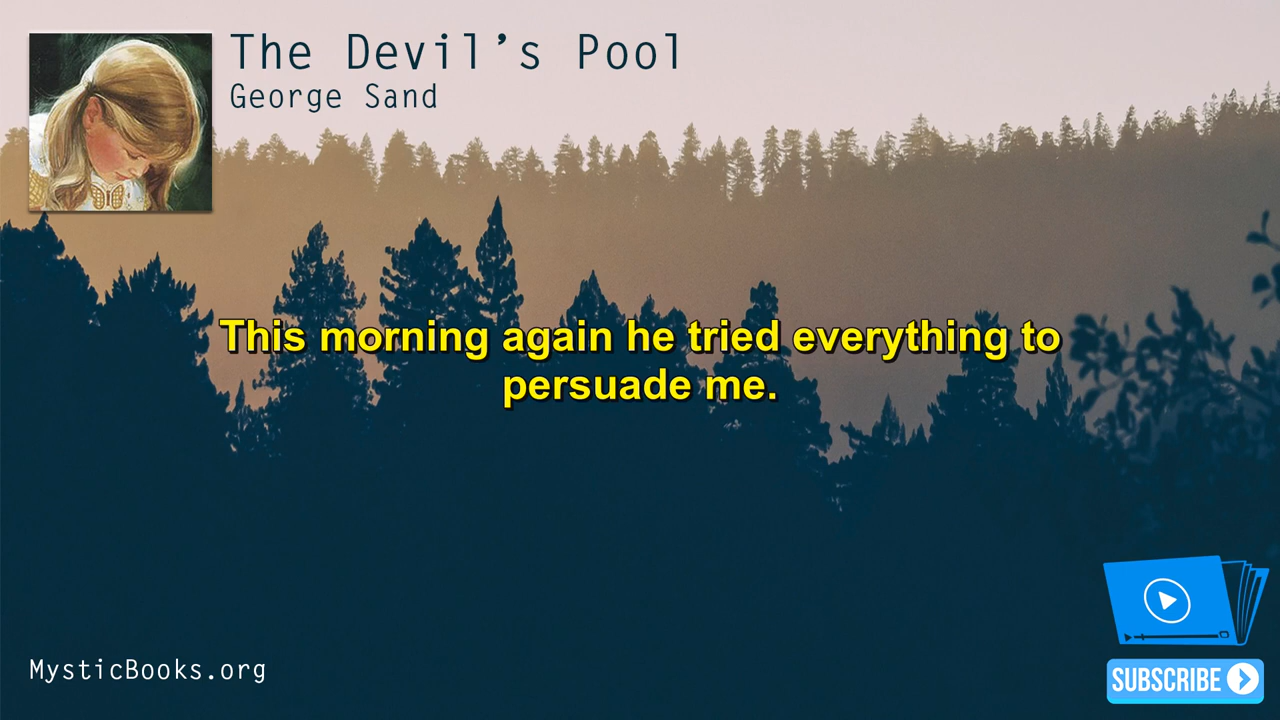 The Devil's Pool
George Sand
This morning again he tried everything to
persuade me.
MysticBooks.org
SUBSCRIBE